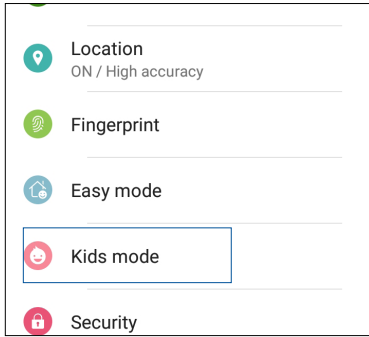 Location
ON / High accuracy
Fingerprint
Easy mode
Kids mode
Security